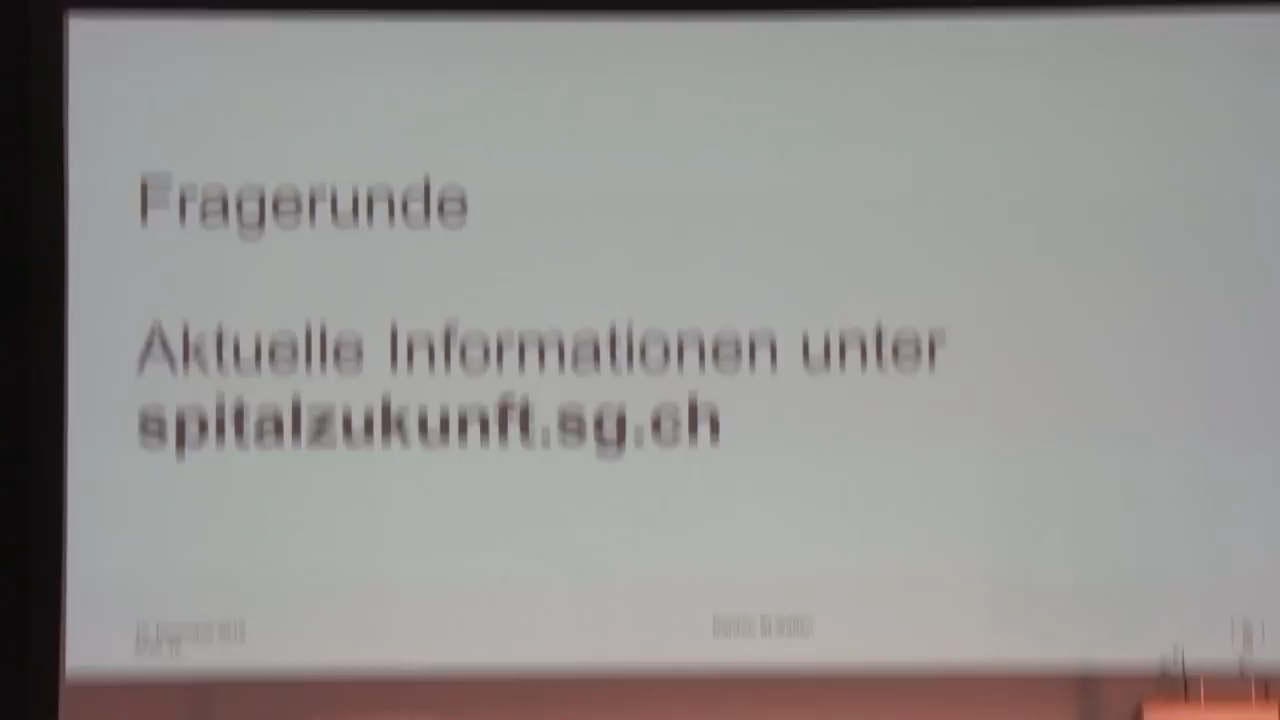 Fragerunde
Aktuelle Informationen unter
spitalzukunft.sg.ch